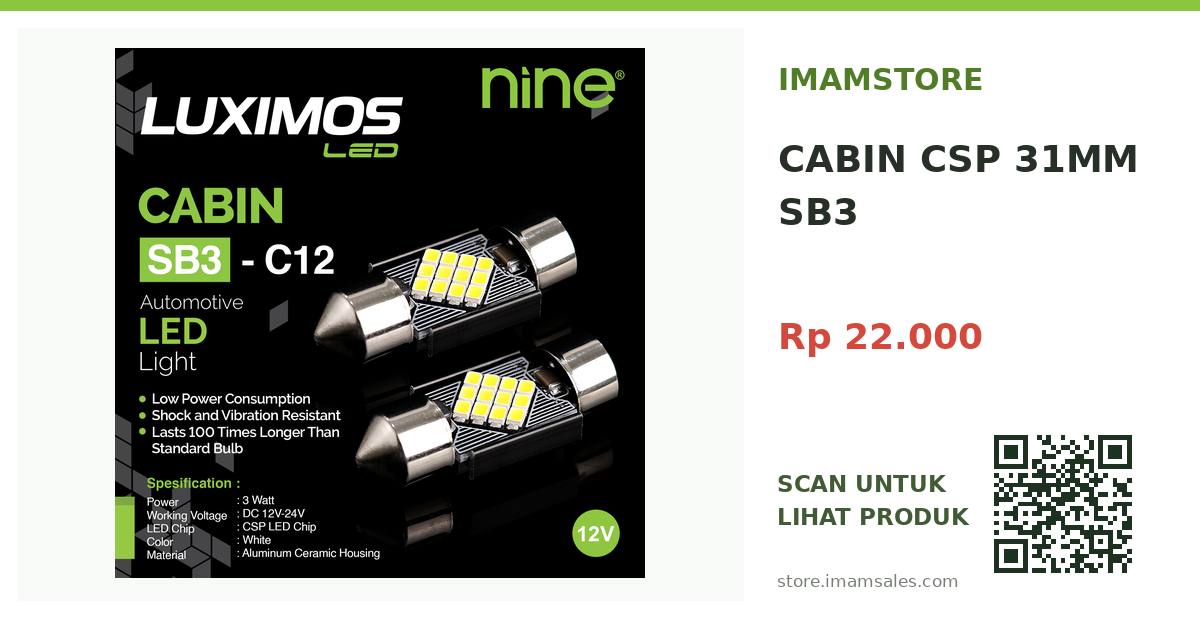 nine®
LUXIMOS
LED
CABIN
SB3 - C12
Automotive
LED
Light
Low Power Consumption
Shock and Vibration Resistant
Lasts 100 Times Longer Than
Standard Bulb
Spesification :
Power : 3 Watt
Working Voltage : DC 12V-24V
LED Chip : CSP LED Chip
Color : White
Material : Aluminum Ceramic Housing
12V
IMAMSTORE
CABIN CSP 31MM
SB3
Rp 22.000
SCAN UNTUK
LIHAT PRODUK
store.imamsales.com